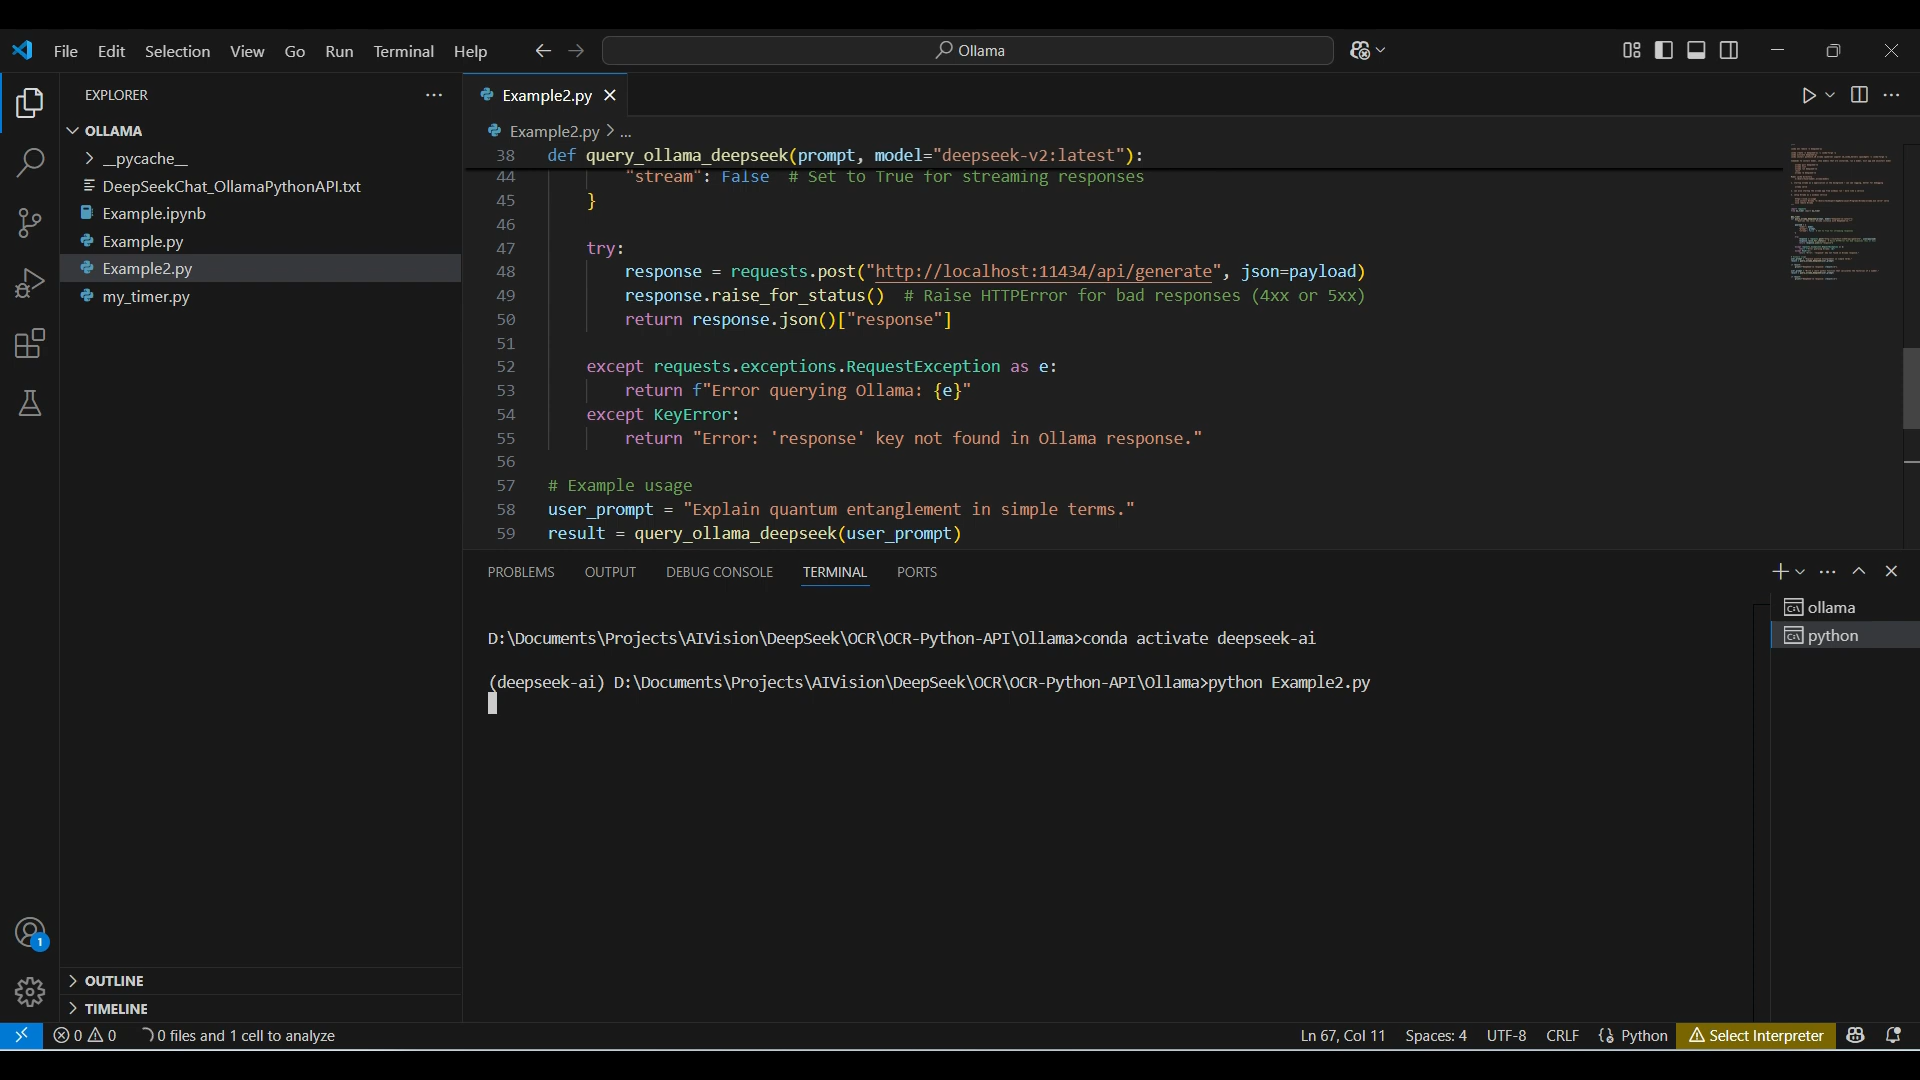 File Edit Selection View Go Run Terminal Help
Ollama
EXPLORER
OLLAMA
__pycache__
DeepSeekChat_OllamaPythonAPI.txt
Example.ipynb
Example.py
Example2.py
my_timer.py
OUTLINE
TIMELINE
Example2.py
Example2.py > ...
38 def query_ollama_deepseek(prompt, model="deepseek-v2:latest"):
44 "stream": False # Set to True for streaming responses
45 }
46
47 try:
48 response = requests.post("http://localhost:11434/api/generate", json=payload)
49 response.raise_for_status() # Raise HTTPError for bad responses (4xx or 5xx)
50 return response.json()["response"]
51
52 except requests.exceptions.RequestException as e:
53 return f"Error querying Ollama: {e}"
54 except KeyError:
55 return "Error: 'response' key not found in Ollama response."
56
57 # Example usage
58 user_prompt = "Explain quantum entanglement in simple terms."
59 result = query_ollama_deepseek(user_prompt)
PROBLEMS OUTPUT DEBUG CONSOLE TERMINAL PORTS
D:\Documents\Projects\AIVision\DeepSeek\OCR\OCR-Python-API\Ollama>conda activate deepseek-ai
(deepseek-ai) D:\Documents\Projects\AIVision\DeepSeek\OCR\OCR-Python-API\Ollama>python Example2.py
ollama
python
1
0 0 0 files and 1 cell to analyze
Ln 67, Col 11 Spaces: 4 UTF-8 CRLF {} Python Select Interpreter